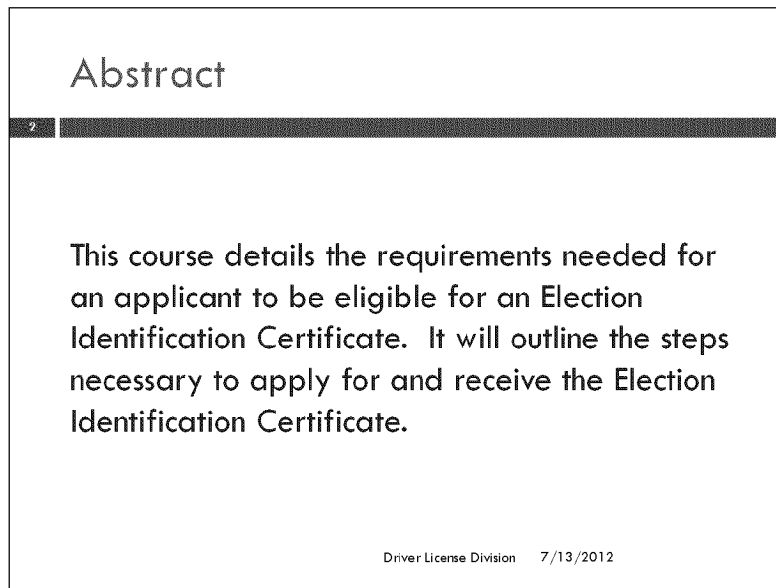 Abstract
2
This course details the requirements needed for
an applicant to be eligible for an Election
Identification Certificate.  It will outline the steps
necessary to apply for and receive the Election
Identification Certificate.
Driver License Division 7/13/2012